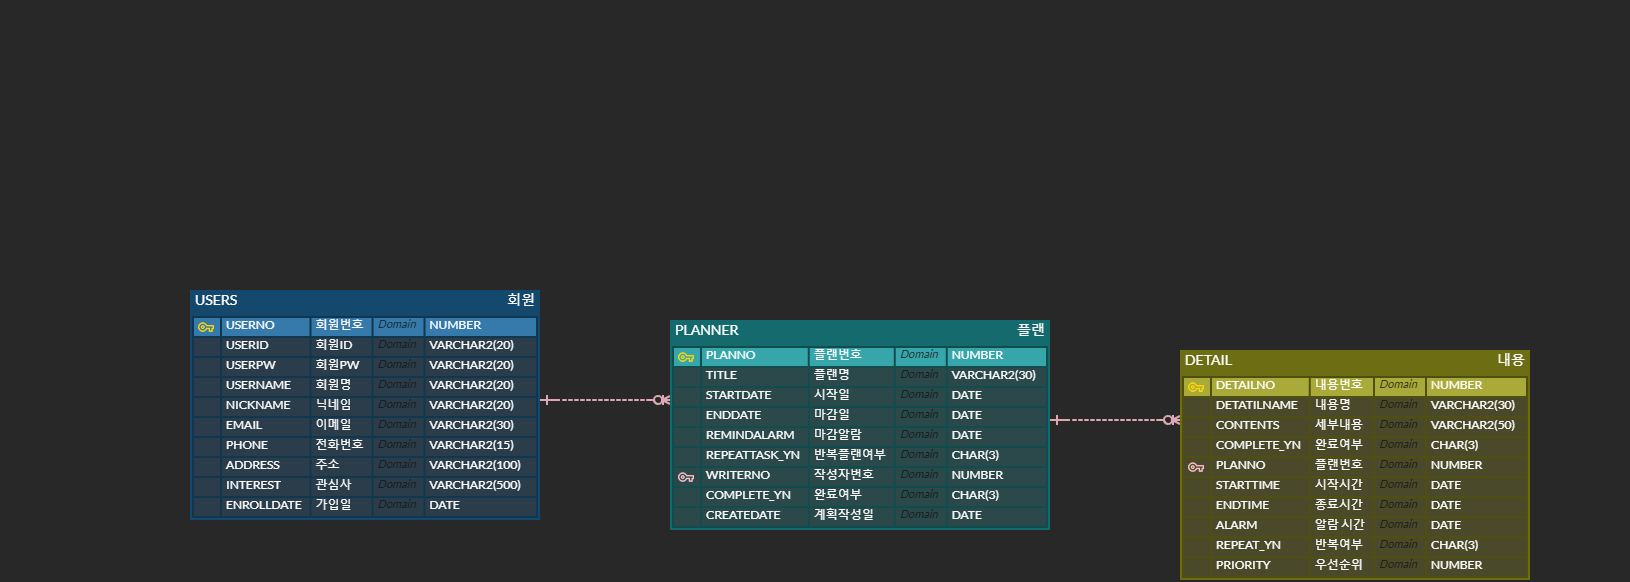 USERS 회원
USERNO 회원번호 Domain NUMBER
USERID 회원ID Domain VARCHAR2(20)
USERPW 회원PW Domain VARCHAR2(20)
USERNAME 회원명 Domain VARCHAR2(20)
NICKNAME 닉네임 Domain VARCHAR2(20)
EMAIL 이메일 Domain VARCHAR2(30)
PHONE 전화번호 Domain VARCHAR2(15)
ADDRESS 주소 Domain VARCHAR2(100)
INTEREST 관심사 Domain VARCHAR2(500)
ENROLLDATE 가입일 Domain DATE
PLANNER 플랜
PLANNO 플랜번호 Domain NUMBER
TITLE 플랜명 Domain VARCHAR2(30)
STARTDATE 시작일 Domain DATE
ENDDATE 마감일 Domain DATE
REMINDALARM 마감알람 Domain DATE
REPEATTASK_YN 반복플랜여부 Domain CHAR(3)
WRITERNO 작성자번호 Domain NUMBER
COMPLETE_YN 완료여부 Domain CHAR(3)
CREATEDATE 계획작성일 Domain DATE
DETAIL 내용
DETAILNO 내용번호 Domain NUMBER
DETATILNAME 내용명 Domain VARCHAR2(30)
CONTENTS 세부내용 Domain VARCHAR2(50)
COMPLETE_YN 완료여부 Domain CHAR(3)
PLANNO 플랜번호 Domain NUMBER
STARTTIME 시작시간 Domain DATE
ENDTIME 종료시간 Domain DATE
ALARM 알람 시간 Domain DATE
REPEAT_YN 반복여부 Domain CHAR(3)
PRIORITY 우선순위 Domain NUMBER